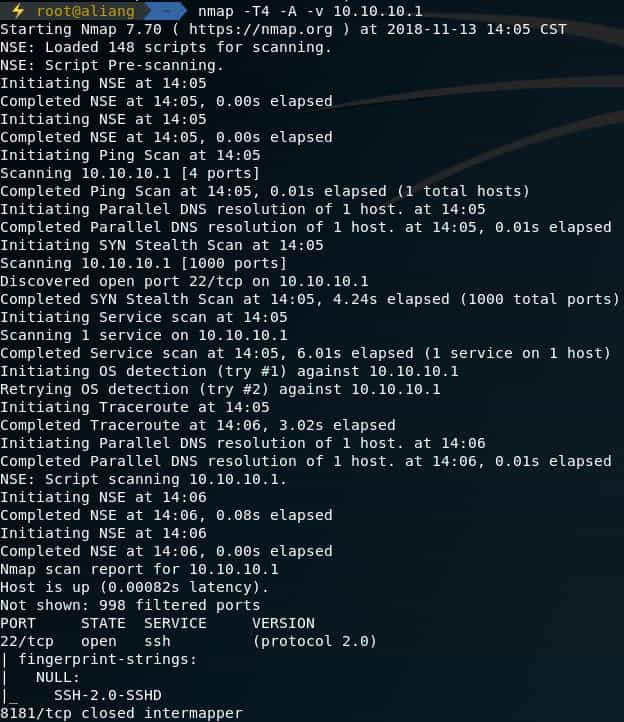 ⚡ root@aliang ~ nmap -T4 -A -v 10.10.10.1
Starting Nmap 7.70 ( https://nmap.org ) at 2018-11-13 14:05 CST
NSE: Loaded 148 scripts for scanning.
NSE: Script Pre-scanning.
Initiating NSE at 14:05
Completed NSE at 14:05, 0.00s elapsed
Initiating NSE at 14:05
Completed NSE at 14:05, 0.00s elapsed
Initiating Ping Scan at 14:05
Scanning 10.10.10.1 [4 ports]
Completed Ping Scan at 14:05, 0.01s elapsed (1 total hosts)
Initiating Parallel DNS resolution of 1 host. at 14:05
Completed Parallel DNS resolution of 1 host. at 14:05, 0.01s elapsed
Initiating SYN Stealth Scan at 14:05
Scanning 10.10.10.1 [1000 ports]
Discovered open port 22/tcp on 10.10.10.1
Completed SYN Stealth Scan at 14:05, 4.24s elapsed (1000 total ports)
Initiating Service scan at 14:05
Scanning 1 service on 10.10.10.1
Completed Service scan at 14:05, 6.01s elapsed (1 service on 1 host)
Initiating OS detection (try #1) against 10.10.10.1
Retrying OS detection (try #2) against 10.10.10.1
Initiating Traceroute at 14:05
Completed Traceroute at 14:06, 3.02s elapsed
Initiating Parallel DNS resolution of 1 host. at 14:06
Completed Parallel DNS resolution of 1 host. at 14:06, 0.01s elapsed
NSE: Script scanning 10.10.10.1.
Initiating NSE at 14:06
Completed NSE at 14:06, 0.08s elapsed
Initiating NSE at 14:06
Completed NSE at 14:06, 0.00s elapsed
Nmap scan report for 10.10.10.1
Host is up (0.00082s latency).
Not shown: 998 filtered ports
PORT     STATE  SERVICE     VERSION
22/tcp   open   ssh         (protocol 2.0)
| fingerprint-strings:
|   NULL:
|_    SSH-2.0-SSHD
8181/tcp closed intermapper